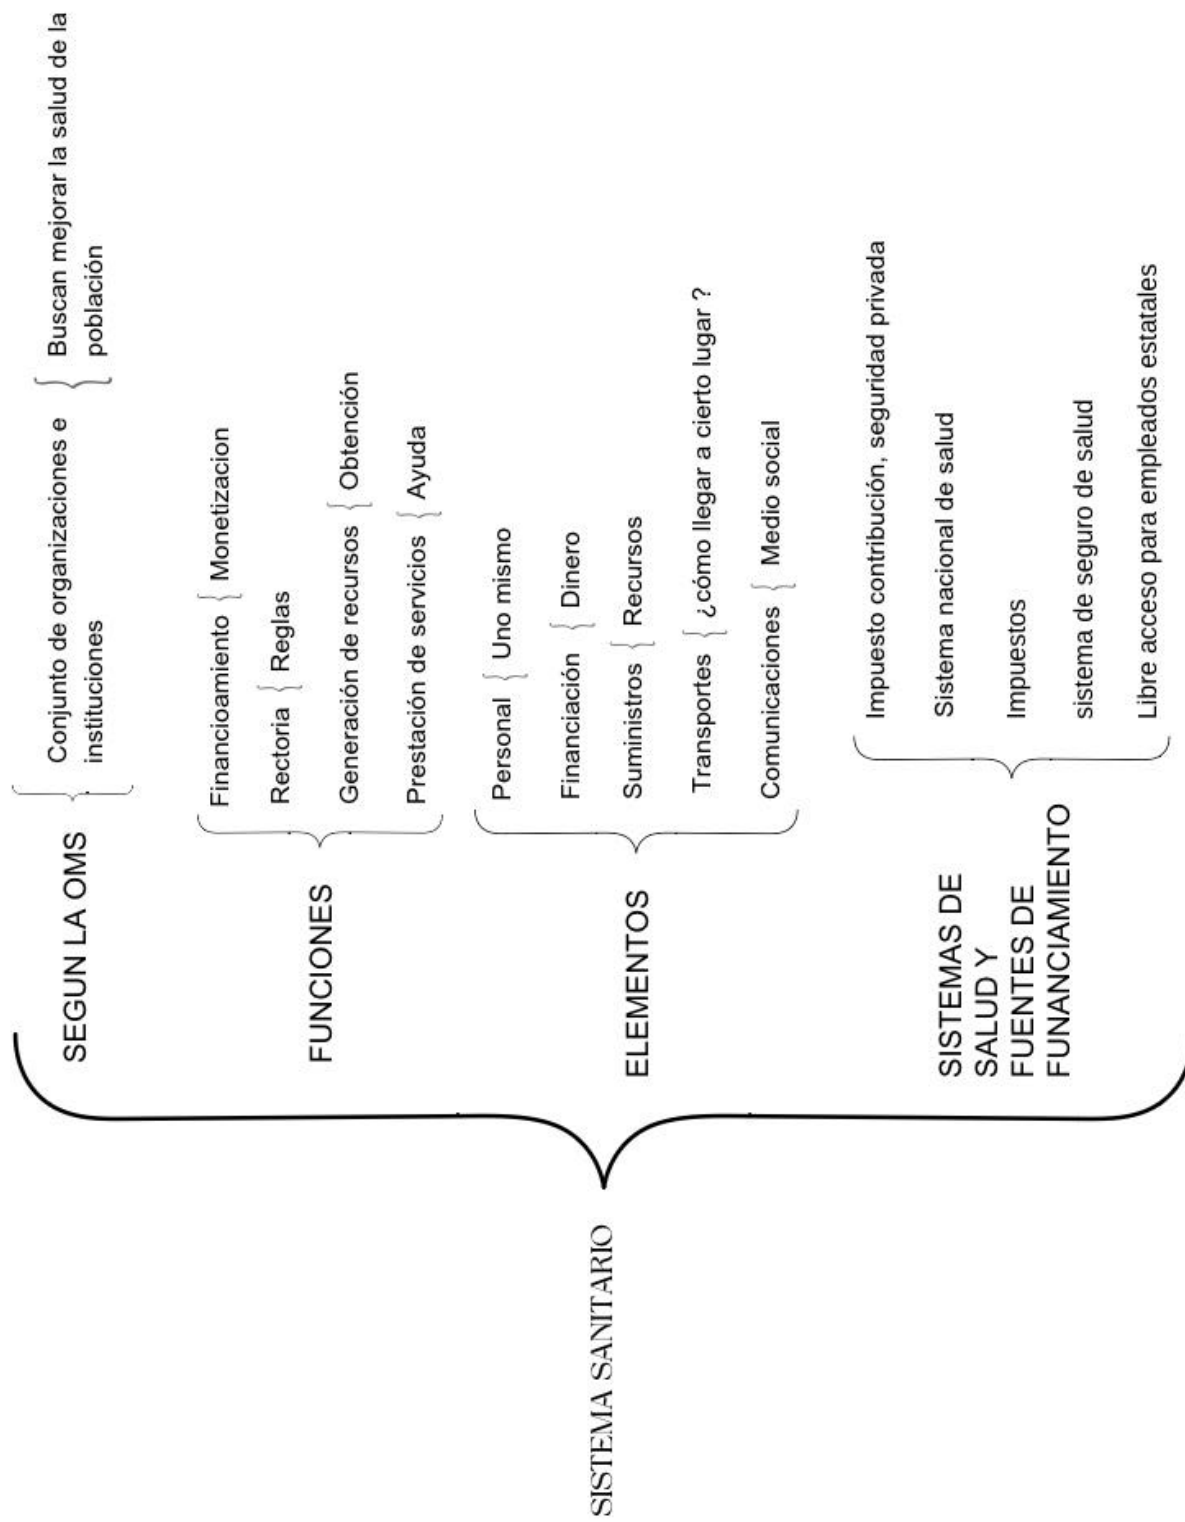 SISTEMA SANITARIO
SEGUN LA OMS
Conjunto de organizaciones e
instituciones
Buscan mejorar la salud de la
población
FUNCIONES
Financioamiento
Monetizacion
Rectoria
Reglas
Generación de recursos
Obtención
Prestación de servicios
Ayuda
ELEMENTOS
Personal
Uno mismo
Financiación
Dinero
Suministros
Recursos
Transportes
¿cómo llegar a cierto lugar ?
Comunicaciones
Medio social
SISTEMAS DE
SALUD Y
FUENTES DE
FUNANCIAMIENTO
Impuesto contribución, seguridad privada
Sistema nacional de salud
Impuestos
sistema de seguro de salud
Libre acceso para empleados estatales